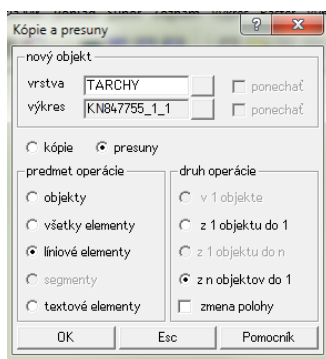 Kópie a presuny
nový objekt
vrstva TARCHY ponechať
výkres KN847755_1_1 ponechať
kópie presuny
predmet operácie
objekty
všetky elementy
líniové elementy
segmenty
textové elementy
druh operácie
v 1 objekte
z 1 objektu do 1
z 1 objektu do n
z n objektov do 1
zmena polohy
OK Esc Pomocník